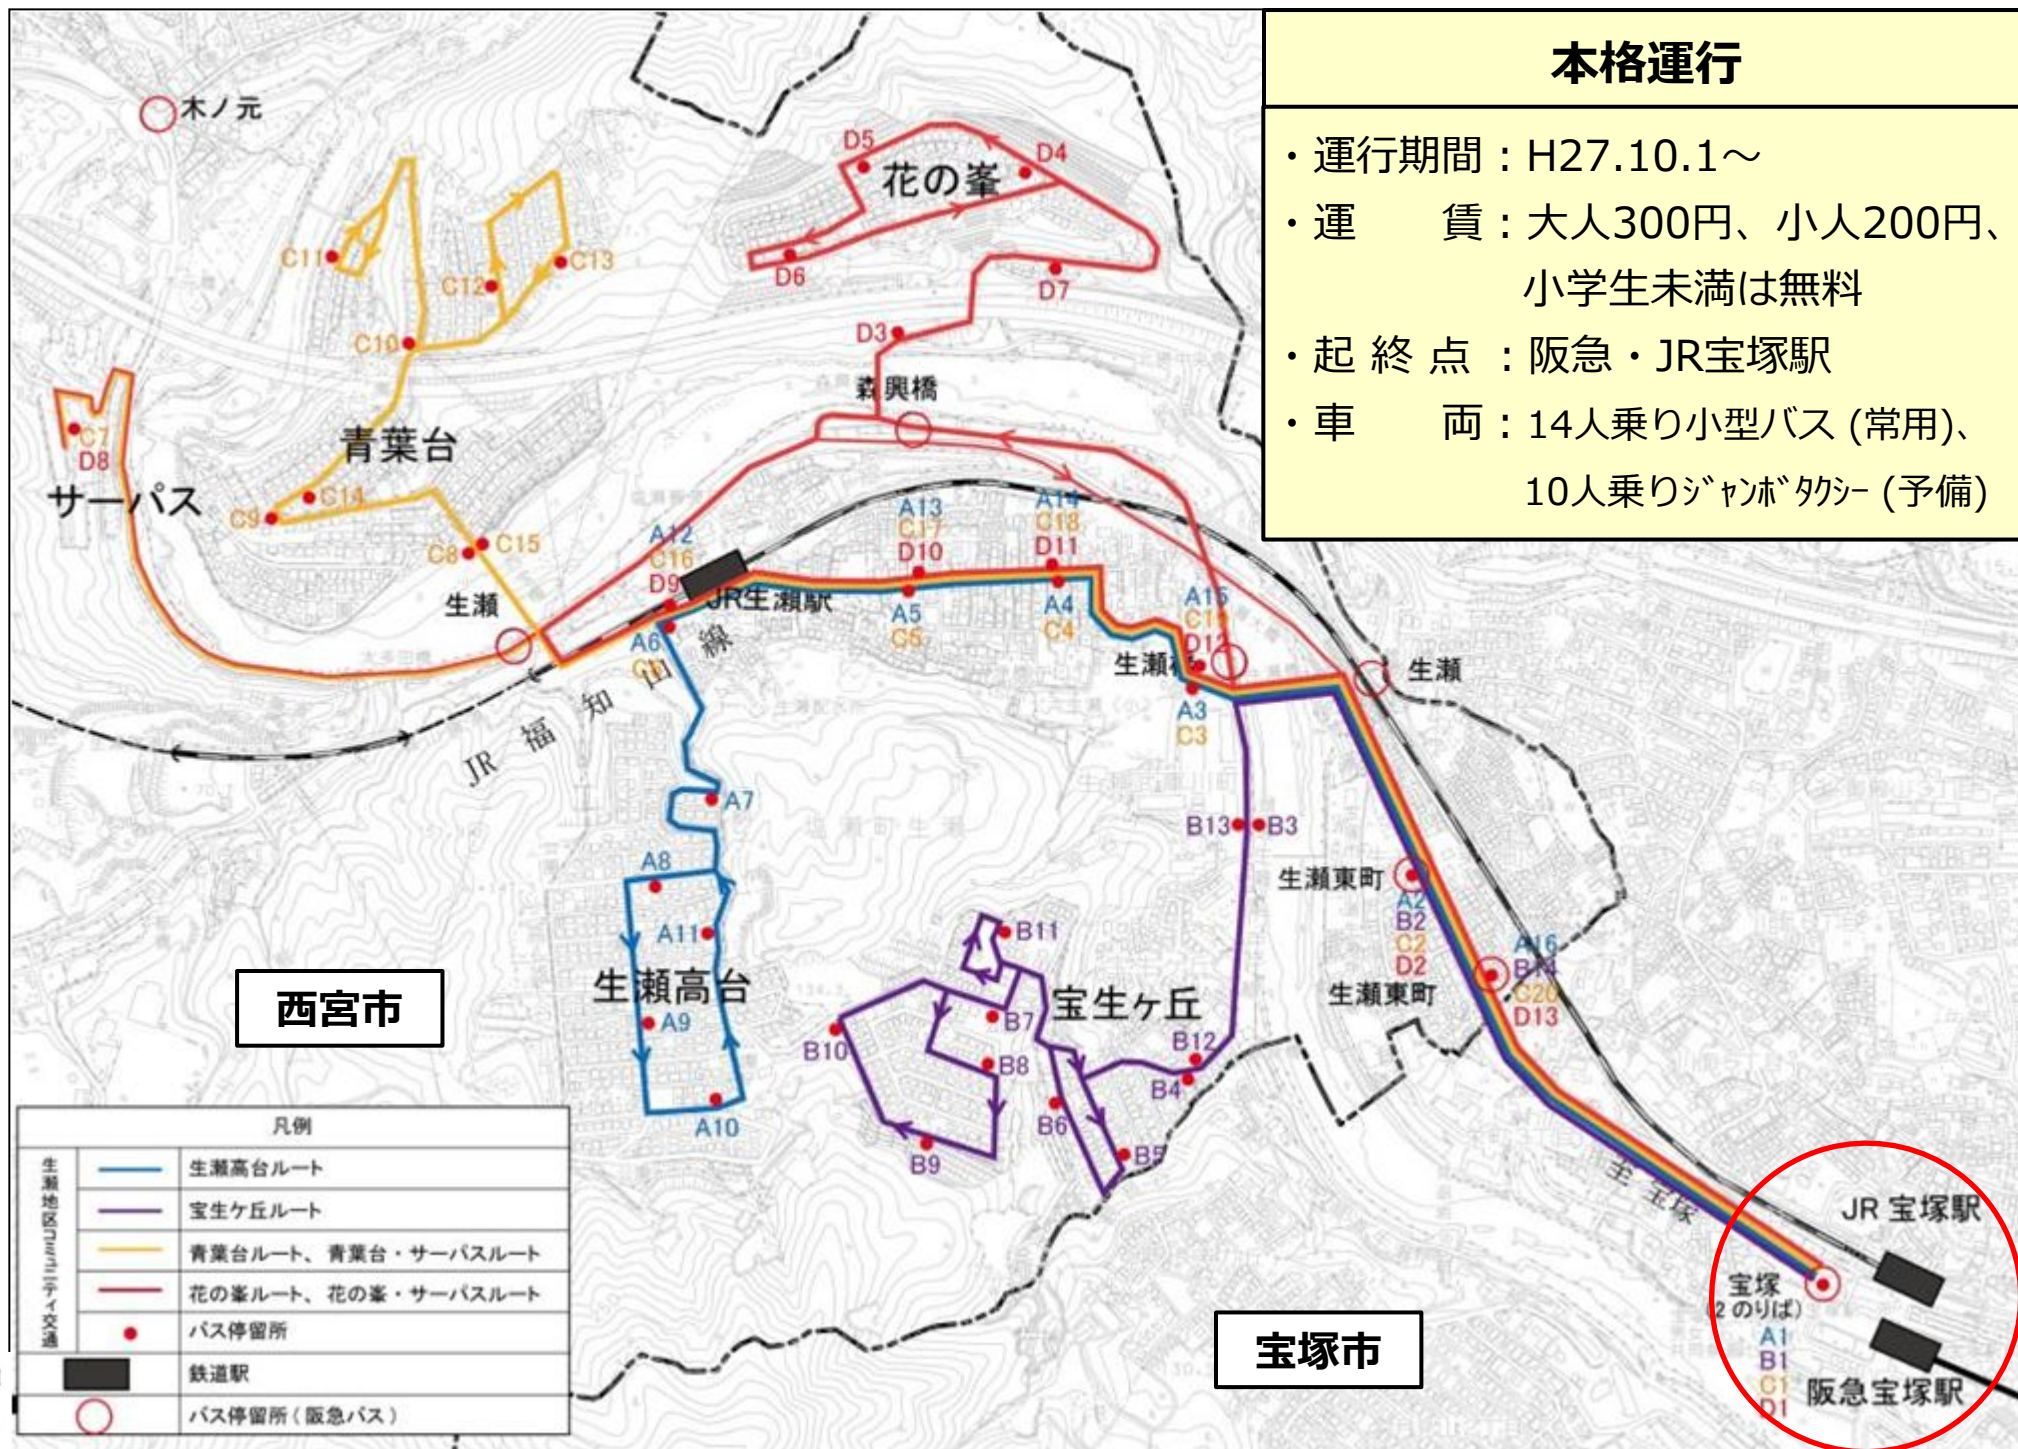 本格運行
・運行期間：H27.10.1～
・運　　賃：大人300円、小人200円、
小学生未満は無料
・起 終 点 ：阪急・JR宝塚駅
・車　　両：14人乗り小型バス (常用)、
10人乗りｼﾞｬﾝﾎﾞﾀｸｼｰ (予備)
木ノ元
D5
D4
花の峯
C11
C13
C12
D6
D7
C10
D3
森興橋
青葉台
C7
D8
サーパス
C14
C9
C15
C8
A12
C16
D9
A13
C17
D10
A14
C18
D11
JR生瀬駅
生瀬
A5
C5
A4
C4
A15
C19
D12
A6
生瀬
A3
C3
JR 福 知 山 線
A7
B13
B3
A8
生瀬東町
A2
B2
C2
D2
A11
B11
A16
B14
C20
D13
生瀬高台
生瀬東町
西宮市
宝生ヶ丘
A9
B7
B10
B12
B8
B4
A10
B6
B9
B5
至 宝塚
JR 宝塚駅
宝塚
(2 のりば)
A1
B1
C1
D1
阪急宝塚駅
宝塚市
凡例
生瀬地区コミュニティ交通
生瀬高台ルート
宝生ケ丘ルート
青葉台ルート、青葉台・サーパスルート
花の峯ルート、花の峯・サーパスルート
バス停留所
鉄道駅
バス停留所 ( 阪急バス )